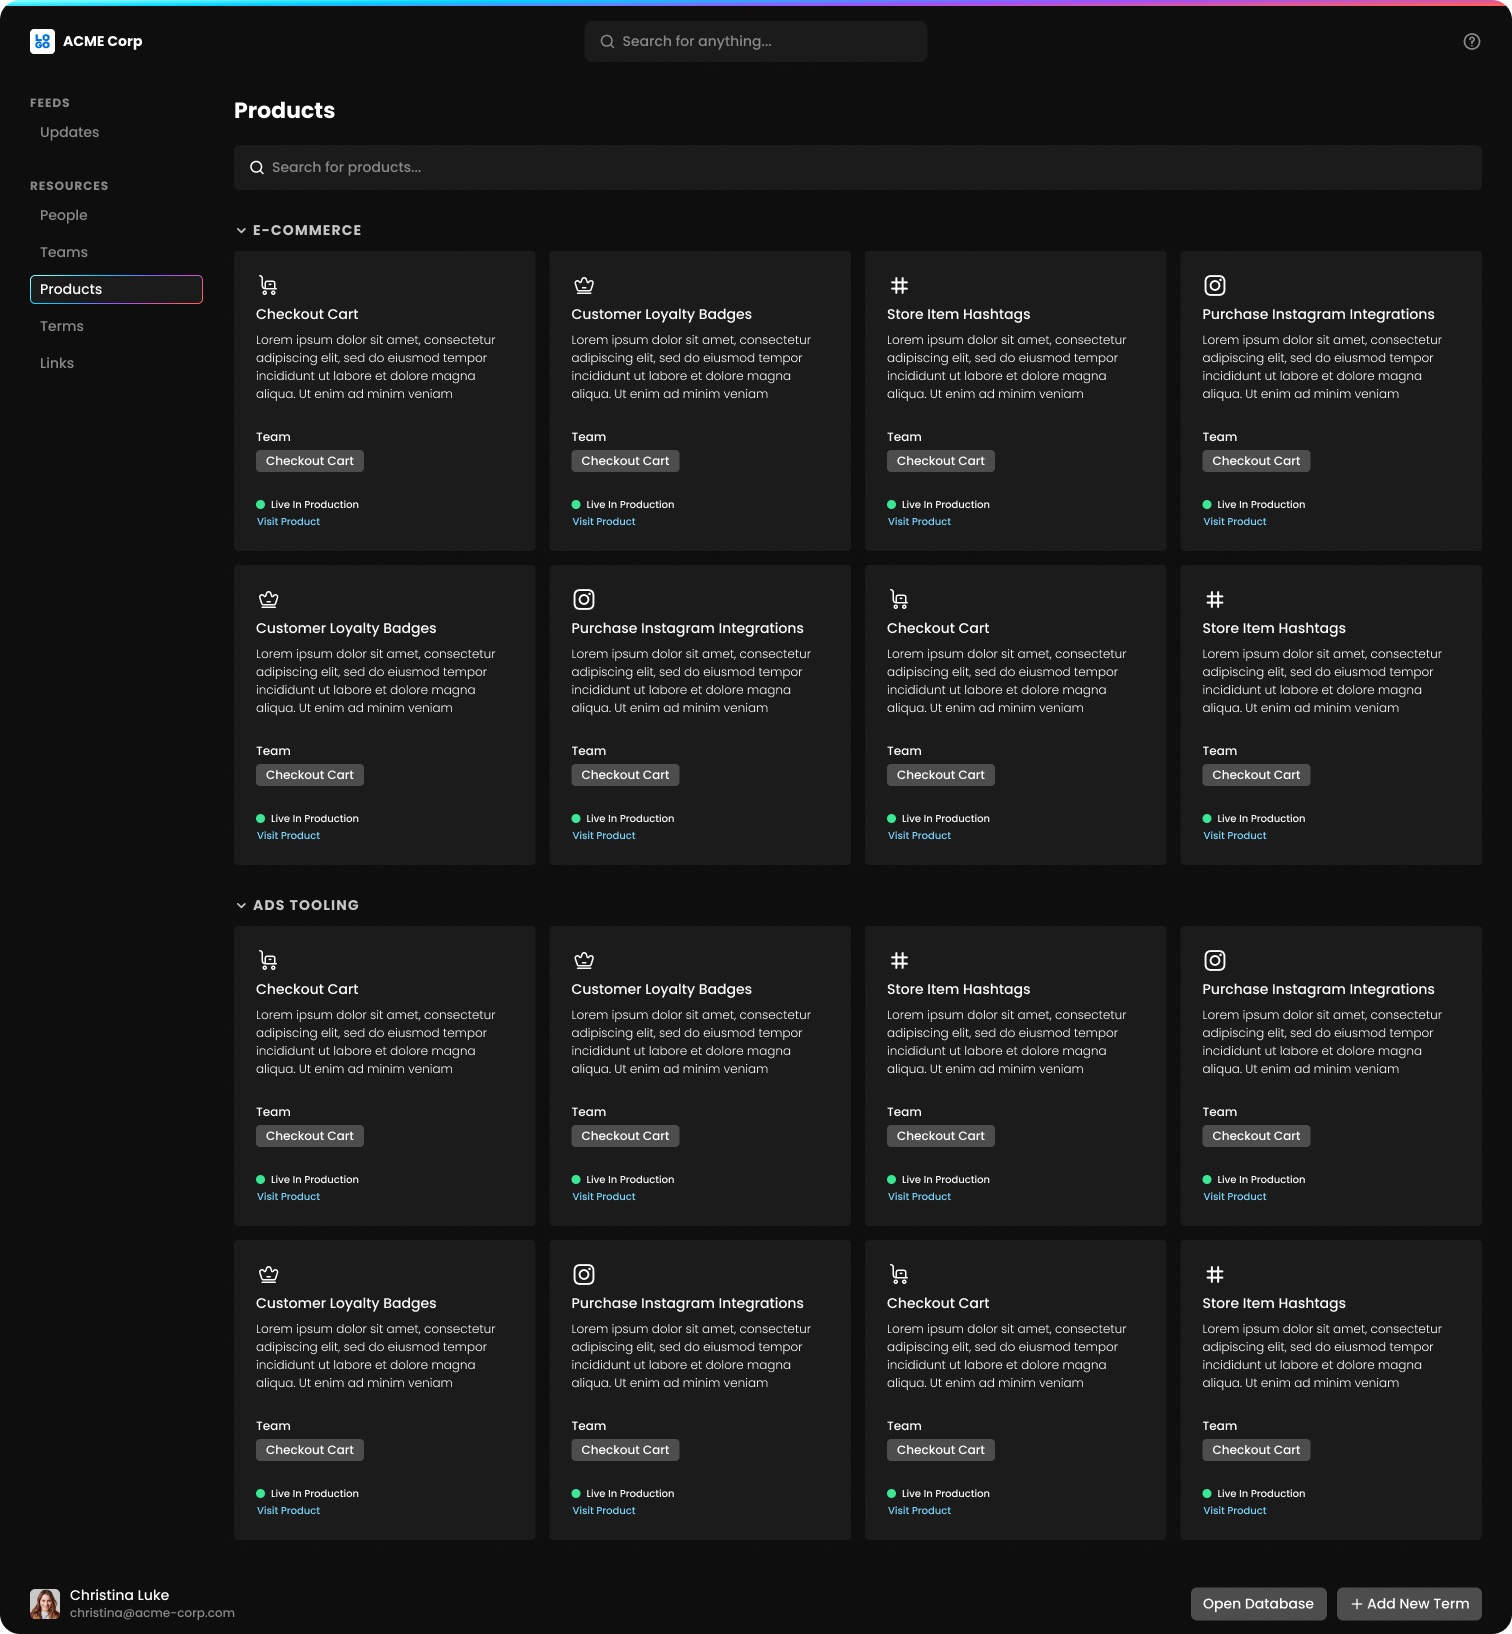 LOGO
ACME Corp
Search for anything...
FEEDS
Updates
RESOURCES
People
Teams
Products
Terms
Links
Products
Search for products...
E-COMMERCE
Checkout Cart
Lorem ipsum dolor sit amet, consectetur
adipiscing elit, sed do eiusmod tempor
incididunt ut labore et dolore magna
aliqua. Ut enim ad minim veniam
Team
Checkout Cart
Live In Production
Visit Product
Customer Loyalty Badges
Lorem ipsum dolor sit amet, consectetur
adipiscing elit, sed do eiusmod tempor
incididunt ut labore et dolore magna
aliqua. Ut enim ad minim veniam
Team
Checkout Cart
Live In Production
Visit Product
Store Item Hashtags
Lorem ipsum dolor sit amet, consectetur
adipiscing elit, sed do eiusmod tempor
incididunt ut labore et dolore magna
aliqua. Ut enim ad minim veniam
Team
Checkout Cart
Live In Production
Visit Product
Purchase Instagram Integrations
Lorem ipsum dolor sit amet, consectetur
adipiscing elit, sed do eiusmod tempor
incididunt ut labore et dolore magna
aliqua. Ut enim ad minim veniam
Team
Checkout Cart
Live In Production
Visit Product
Customer Loyalty Badges
Lorem ipsum dolor sit amet, consectetur
adipiscing elit, sed do eiusmod tempor
incididunt ut labore et dolore magna
aliqua. Ut enim ad minim veniam
Team
Checkout Cart
Live In Production
Visit Product
Purchase Instagram Integrations
Lorem ipsum dolor sit amet, consectetur
adipiscing elit, sed do eiusmod tempor
incididunt ut labore et dolore magna
aliqua. Ut enim ad minim veniam
Team
Checkout Cart
Live In Production
Visit Product
Checkout Cart
Lorem ipsum dolor sit amet, consectetur
adipiscing elit, sed do eiusmod tempor
incididunt ut labore et dolore magna
aliqua. Ut enim ad minim veniam
Team
Checkout Cart
Live In Production
Visit Product
Store Item Hashtags
Lorem ipsum dolor sit amet, consectetur
adipiscing elit, sed do eiusmod tempor
incididunt ut labore et dolore magna
aliqua. Ut enim ad minim veniam
Team
Checkout Cart
Live In Production
Visit Product
ADS TOOLING
Checkout Cart
Lorem ipsum dolor sit amet, consectetur
adipiscing elit, sed do eiusmod tempor
incididunt ut labore et dolore magna
aliqua. Ut enim ad minim veniam
Team
Checkout Cart
Live In Production
Visit Product
Customer Loyalty Badges
Lorem ipsum dolor sit amet, consectetur
adipiscing elit, sed do eiusmod tempor
incididunt ut labore et dolore magna
aliqua. Ut enim ad minim veniam
Team
Checkout Cart
Live In Production
Visit Product
Store Item Hashtags
Lorem ipsum dolor sit amet, consectetur
adipiscing elit, sed do eiusmod tempor
incididunt ut labore et dolore magna
aliqua. Ut enim ad minim veniam
Team
Checkout Cart
Live In Production
Visit Product
Purchase Instagram Integrations
Lorem ipsum dolor sit amet, consectetur
adipiscing elit, sed do eiusmod tempor
incididunt ut labore et dolore magna
aliqua. Ut enim ad minim veniam
Team
Checkout Cart
Live In Production
Visit Product
Customer Loyalty Badges
Lorem ipsum dolor sit amet, consectetur
adipiscing elit, sed do eiusmod tempor
incididunt ut labore et dolore magna
aliqua. Ut enim ad minim veniam
Team
Checkout Cart
Live In Production
Visit Product
Purchase Instagram Integrations
Lorem ipsum dolor sit amet, consectetur
adipiscing elit, sed do eiusmod tempor
incididunt ut labore et dolore magna
aliqua. Ut enim ad minim veniam
Team
Checkout Cart
Live In Production
Visit Product
Checkout Cart
Lorem ipsum dolor sit amet, consectetur
adipiscing elit, sed do eiusmod tempor
incididunt ut labore et dolore magna
aliqua. Ut enim ad minim veniam
Team
Checkout Cart
Live In Production
Visit Product
Store Item Hashtags
Lorem ipsum dolor sit amet, consectetur
adipiscing elit, sed do eiusmod tempor
incididunt ut labore et dolore magna
aliqua. Ut enim ad minim veniam
Team
Checkout Cart
Live In Production
Visit Product
Christina Luke
christina@acme-corp.com
Open Database
+ Add New Term